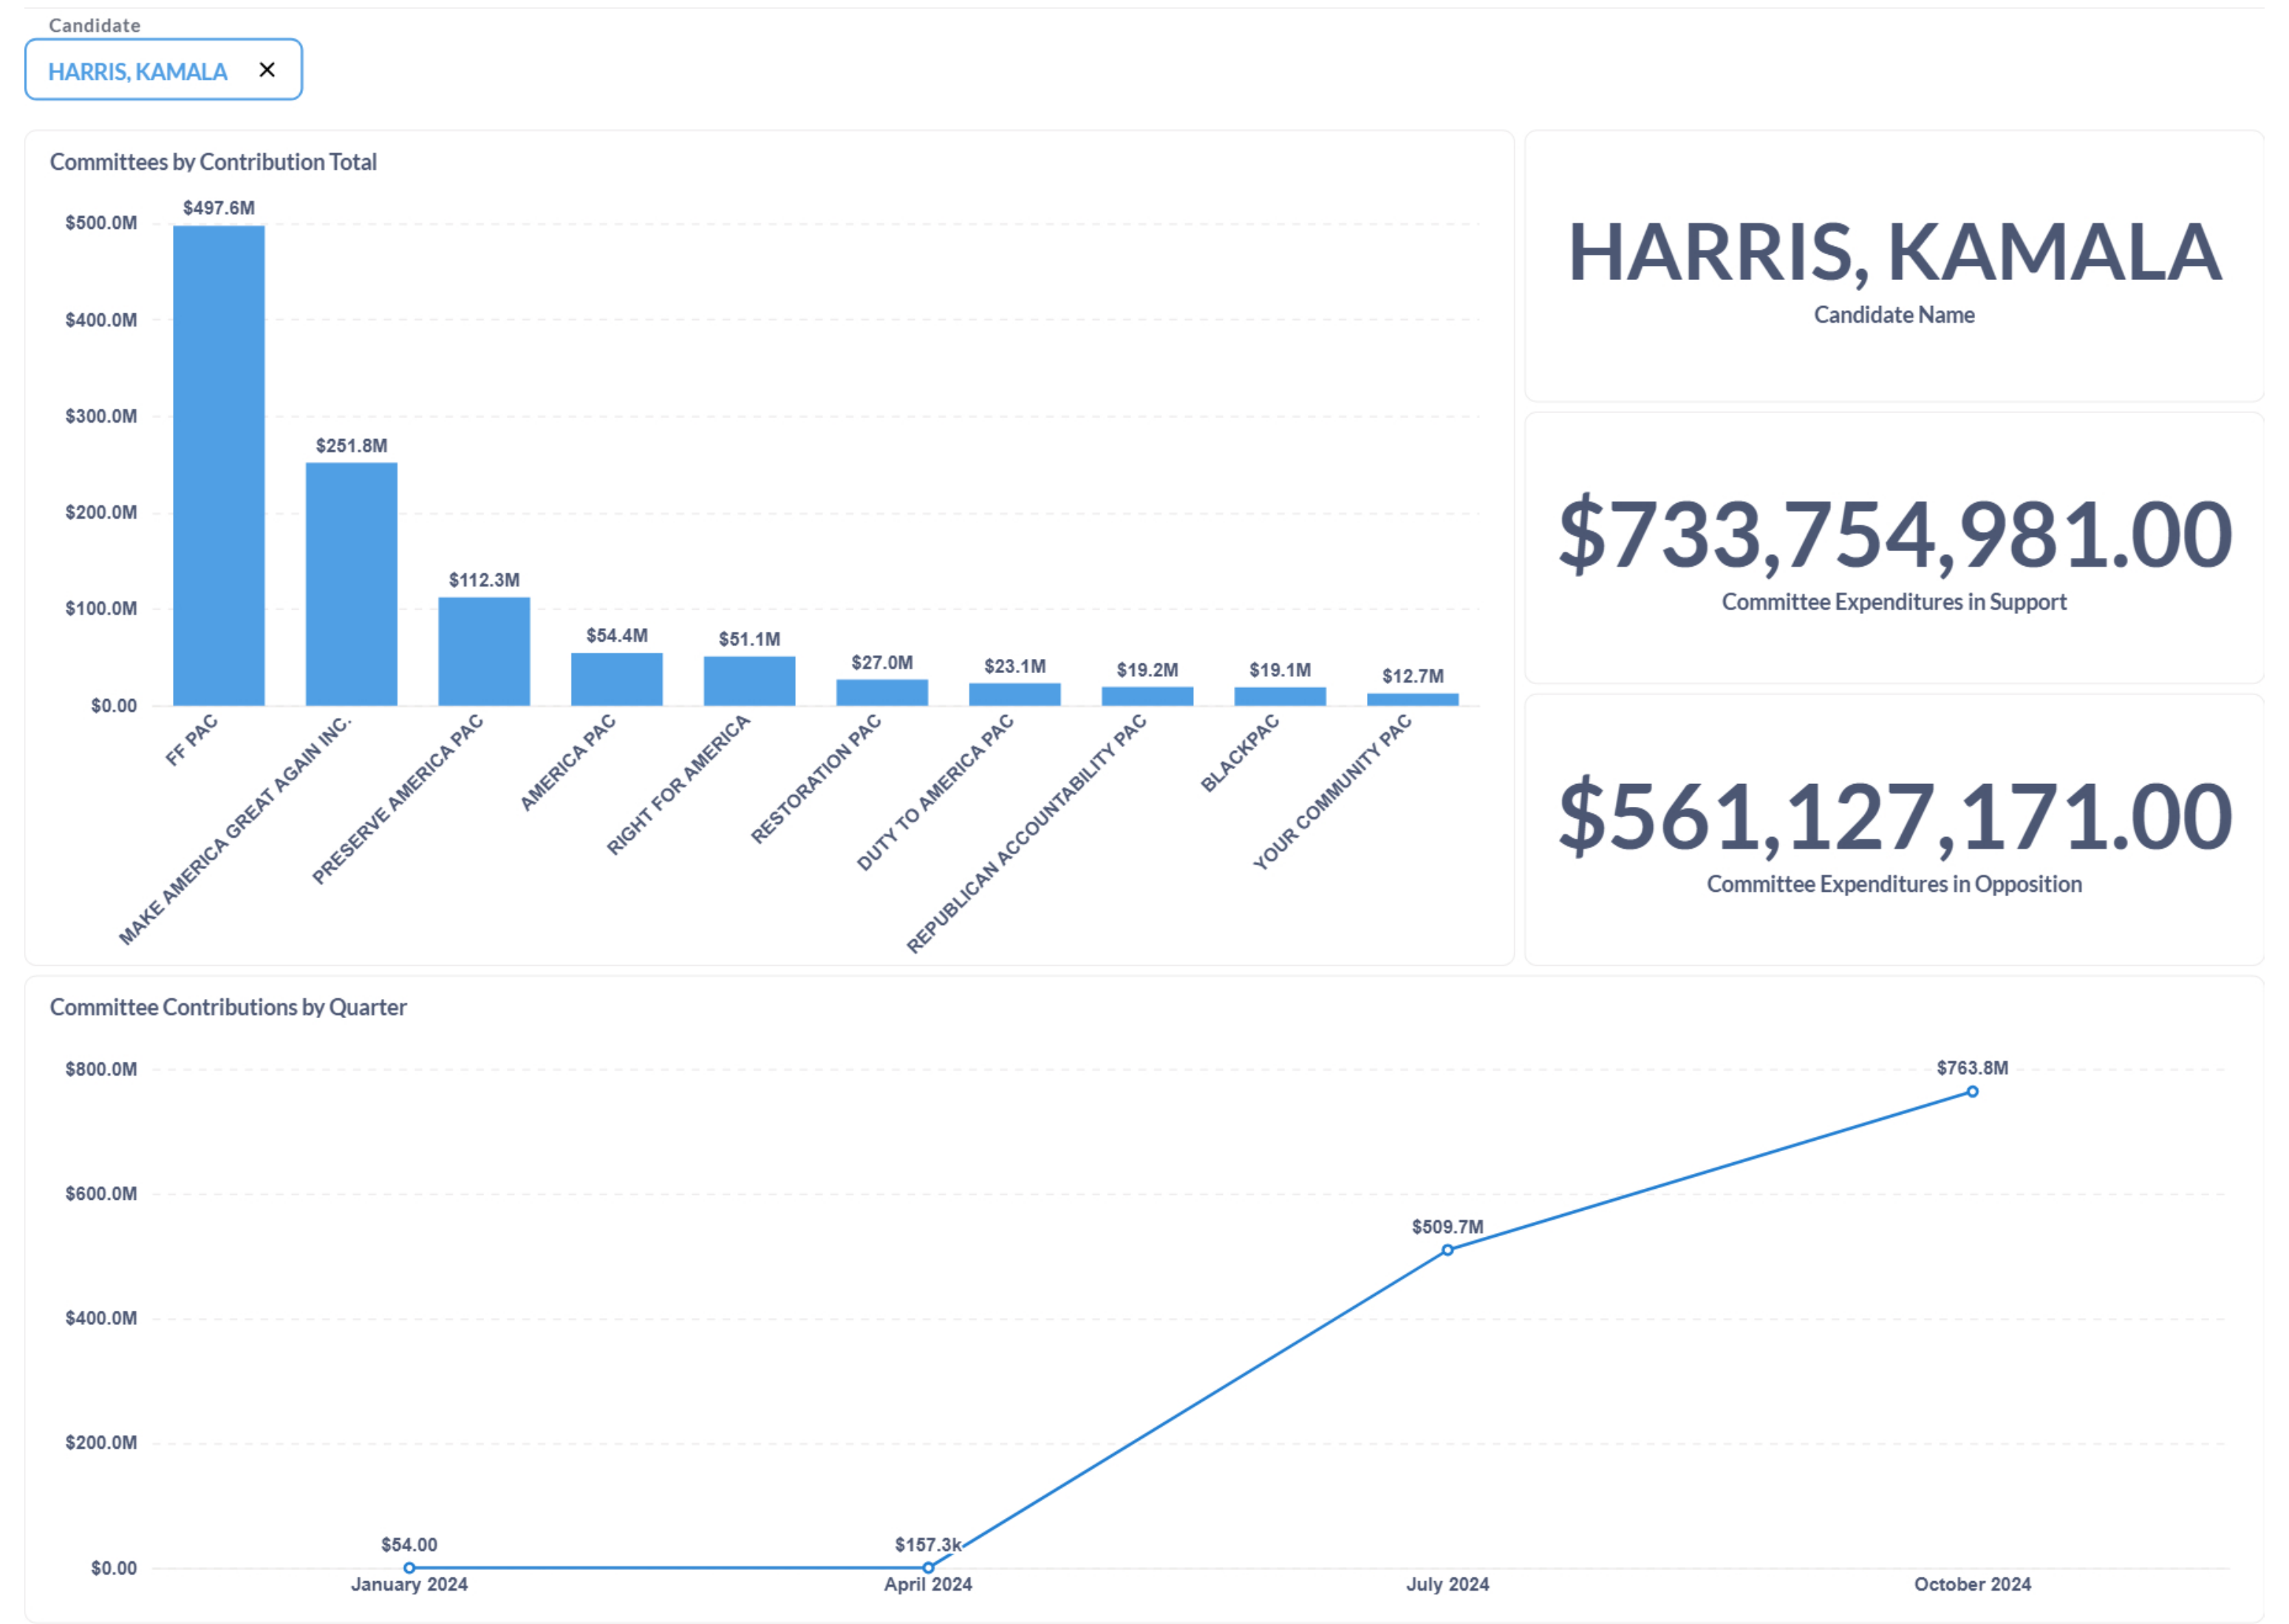 Candidate
HARRIS, KAMALA ✕
Committees by Contribution Total
$500.0M
$400.0M
$300.0M
$200.0M
$100.0M
$0.00
$497.6M
$251.8M
$112.3M
$54.4M
$51.1M
$27.0M
$23.1M
$19.2M
$19.1M
$12.7M
FF PAC
MAKE AMERICA GREAT AGAIN INC.
PRESERVE AMERICA PAC
AMERICA PAC
RIGHT FOR AMERICA
RESTORATION PAC
DUTY TO AMERICA PAC
REPUBLICAN ACCOUNTABILITY PAC
BLACKPAC
YOUR COMMUNITY PAC
HARRIS, KAMALA
Candidate Name
$733,754,981.00
Committee Expenditures in Support
$561,127,171.00
Committee Expenditures in Opposition
Committee Contributions by Quarter
$800.0M
$600.0M
$400.0M
$200.0M
$0.00
$54.00
$157.3k
$509.7M
$763.8M
January 2024
April 2024
July 2024
October 2024